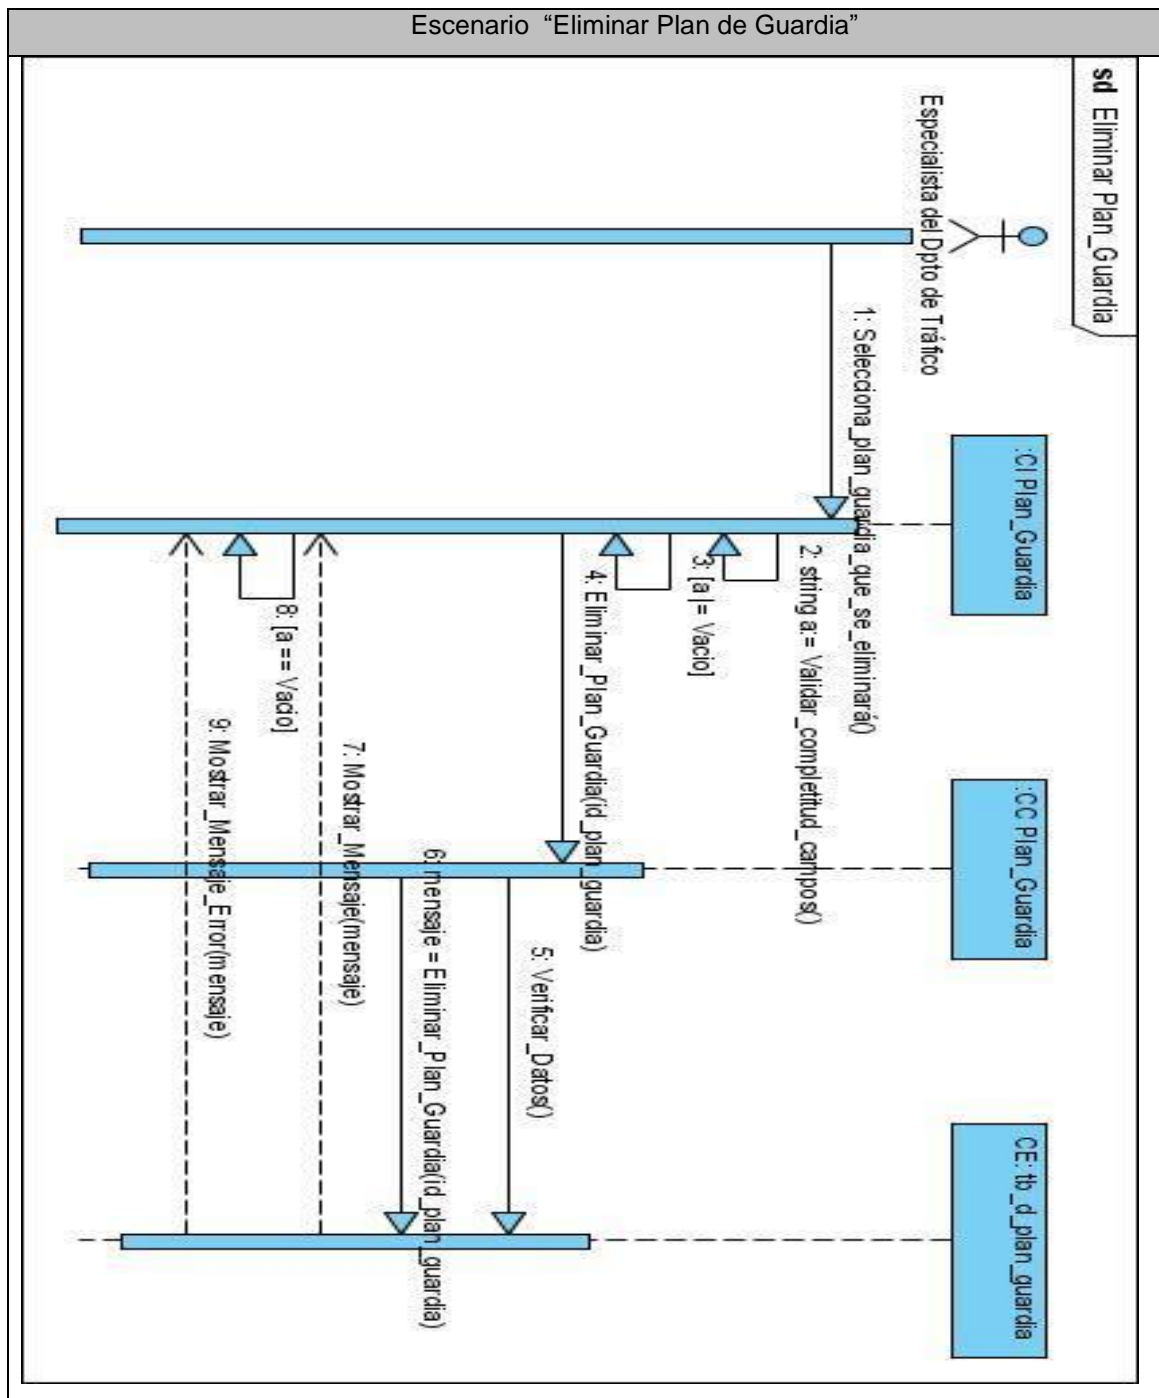 Escenario “Eliminar Plan de Guardia”
sd Eliminar Plan_Guardia
Especialista del Dpto de Tráfico
:CI Plan_Guardia
:CC Plan_Guardia
CE: tb_d_plan_guardia
1: Selecciona_plan_guardia_que_se_eliminará()
2: string a:= Validar_completitud_campos()
3: [a != Vacio]
4: Eliminar_Plan_Guardia(id_plan_guardia)
5: Verificar_Datos()
6: mensaje = Eliminar_Plan_Guardia(id_plan_guardia)
7: Mostrar_Mensaje(mensaje)
8: [a == Vacio]
9: Mostrar_Mensaje_Error(mensaje)